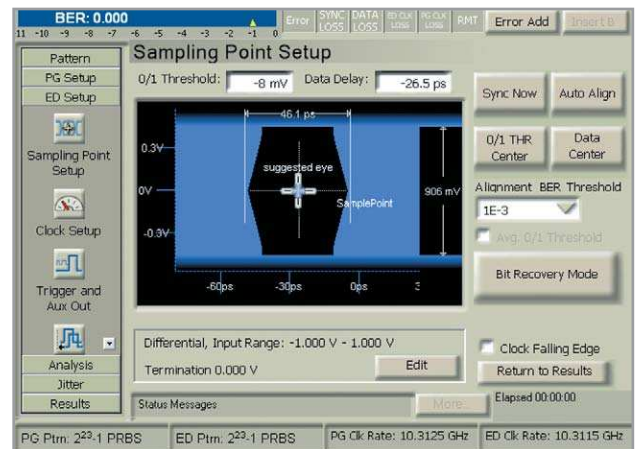 BER: 0.000
11 -10 -9 -8 -7 -6 -5 -4 -3 -2 -1 0
Error SYNC LOSS DATA LOSS ED CLK LOSS PG CLK LOSS RMT
Error Add
Insert B
Pattern
PG Setup
ED Setup
Sampling Point Setup
Clock Setup
Trigger and Aux Out
Analysis
Jitter
Results
Sampling Point Setup
0/1 Threshold: -8 mV Data Delay: -26.5 ps
46.1 ps
0.3V
suggested eye
0V
906 mV
SamplePoint
-0.3V
-60ps -30ps 0ps 3
Differential, Input Range: -1.000 V - 1.000 V
Termination 0.000 V
Edit
Status Messages
More...
Sync Now
Auto Align
0/1 THR Center
Data Center
Alignment BER Threshold
1E-3
Avg. 0/1 Threshold
Bit Recovery Mode
Clock Falling Edge
Return to Results
Elapsed 00:00:00
PG Ptrn: 2²³-1 PRBS
ED Ptrn: 2²³-1 PRBS
PG Clk Rate: 10.3125 GHz
ED Clk Rate: 10.3115 GHz